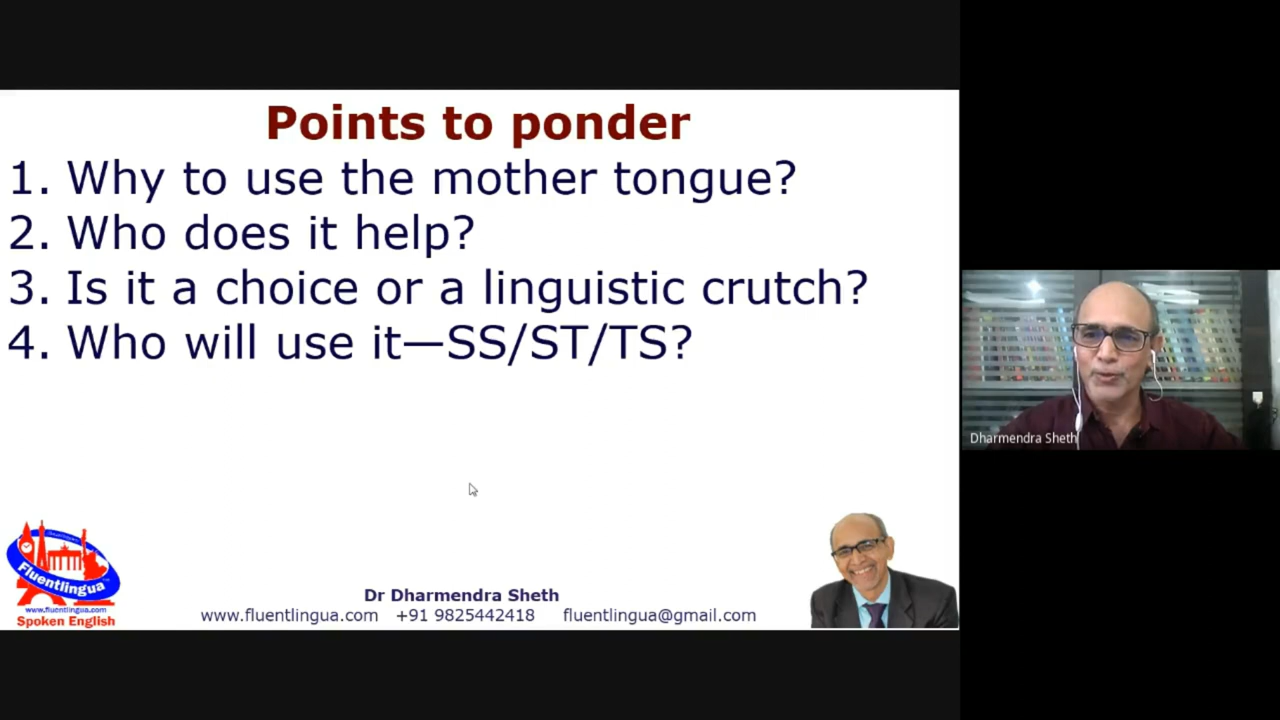 Points to ponder
1. Why to use the mother tongue?
2. Who does it help?
3. Is it a choice or a linguistic crutch?
4. Who will use it—SS/ST/TS?
Fluentlingua
www.fluentlingua.com
Spoken English
Dr Dharmendra Sheth
www.fluentlingua.com +91 9825442418 fluentlingua@gmail.com
Dharmendra Sheth